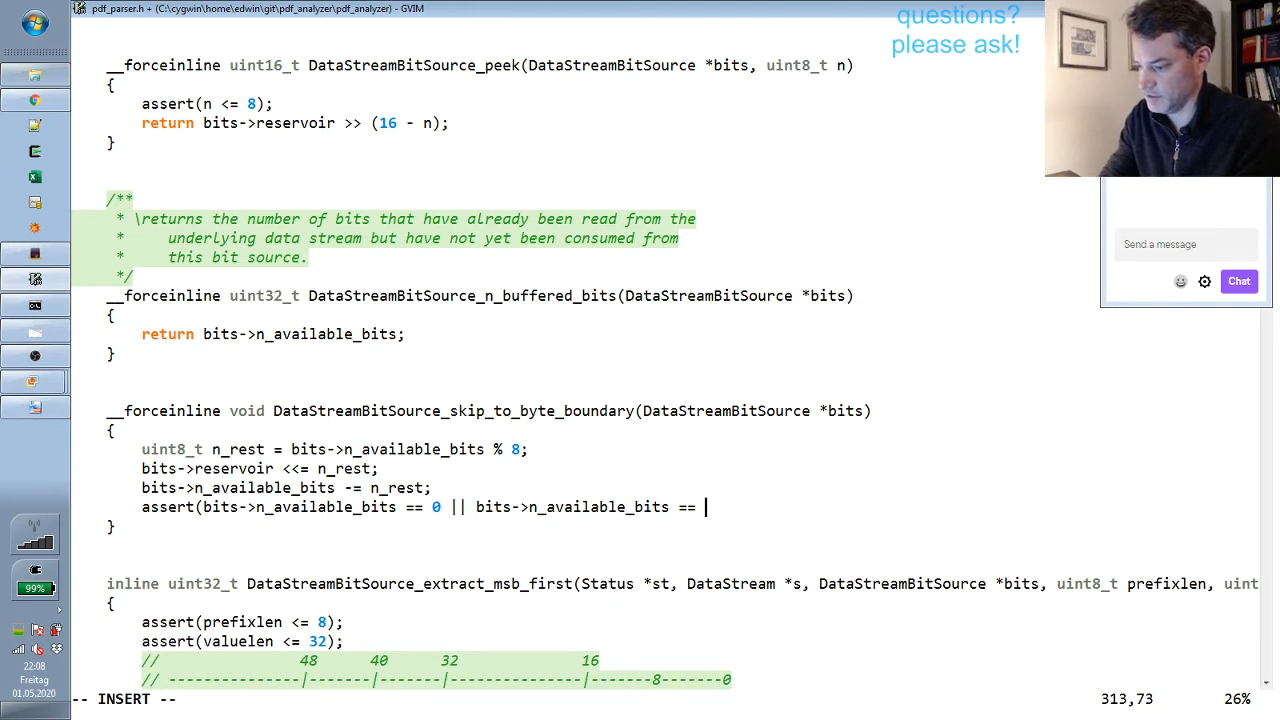 pdf_parser.h + (C:\cygwin\home\edwin\git\pdf_analyzer\pdf_analyzer) - GVIM
questions?
please ask!
__forceinline uint16_t DataStreamBitSource_peek(DataStreamBitSource *bits, uint8_t n)
{
assert(n <= 8);
return bits->reservoir >> (16 - n);
}
/**
* \returns the number of bits that have already been read from the
* underlying data stream but have not yet been consumed from
* this bit source.
*/
__forceinline uint32_t DataStreamBitSource_n_buffered_bits(DataStreamBitSource *bits)
{
return bits->n_available_bits;
}
__forceinline void DataStreamBitSource_skip_to_byte_boundary(DataStreamBitSource *bits)
{
uint8_t n_rest = bits->n_available_bits % 8;
bits->reservoir <<= n_rest;
bits->n_available_bits -= n_rest;
assert(bits->n_available_bits == 0 || bits->n_available_bits ==
}
inline uint32_t DataStreamBitSource_extract_msb_first(Status *st, DataStream *s, DataStreamBitSource *bits, uint8_t prefixlen, uint
{
assert(prefixlen <= 8);
assert(valuelen <= 32);
// 48 40 32 16
// ---------------|-------|-------|---------------|-------8-------0
-- INSERT --
313,73
26%
Send a message
Chat
99%
22:08
Freitag
01.05.2020